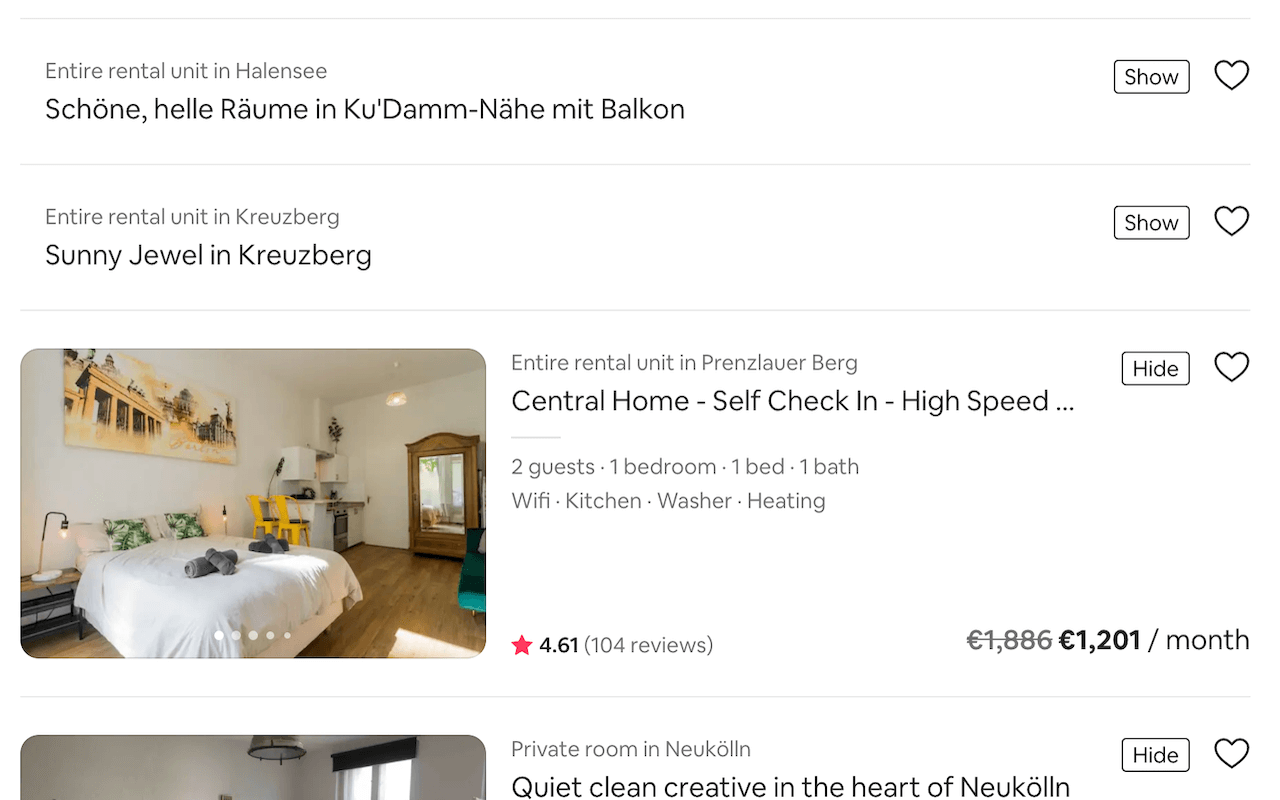 Entire rental unit in Halensee
Show
Schöne, helle Räume in Ku'Damm-Nähe mit Balkon
Entire rental unit in Kreuzberg
Show
Sunny Jewel in Kreuzberg
Entire rental unit in Prenzlauer Berg
Hide
Central Home - Self Check In - High Speed ...
2 guests · 1 bedroom · 1 bed · 1 bath
Wifi · Kitchen · Washer · Heating
4.61 (104 reviews)
€1,886 €1,201 / month
Private room in Neukölln
Hide
Quiet clean creative in the heart of Neukölln